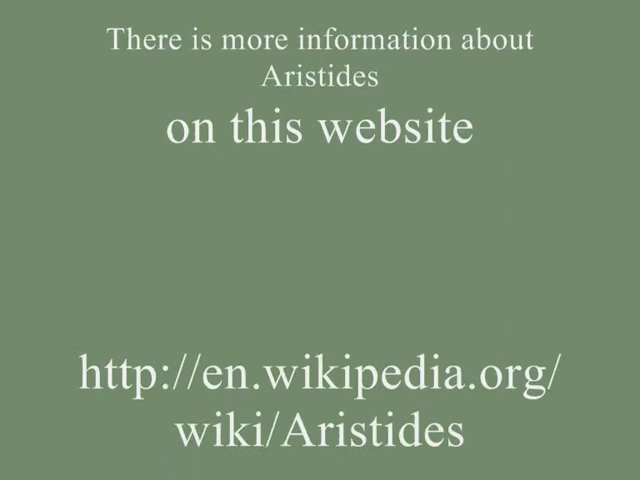 There is more information about
Aristides
on this website
http://en.wikipedia.org/
wiki/Aristides